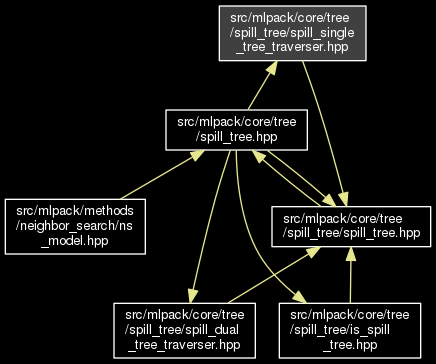 src/mlpack/core/tree
/spill_tree/spill_single
_tree_traverser.hpp
src/mlpack/core/tree
/spill_tree.hpp
src/mlpack/methods
/neighbor_search/ns
_model.hpp
src/mlpack/core/tree
/spill_tree/spill_tree.hpp
src/mlpack/core/tree
/spill_tree/spill_dual
_tree_traverser.hpp
src/mlpack/core/tree
/spill_tree/is_spill
_tree.hpp